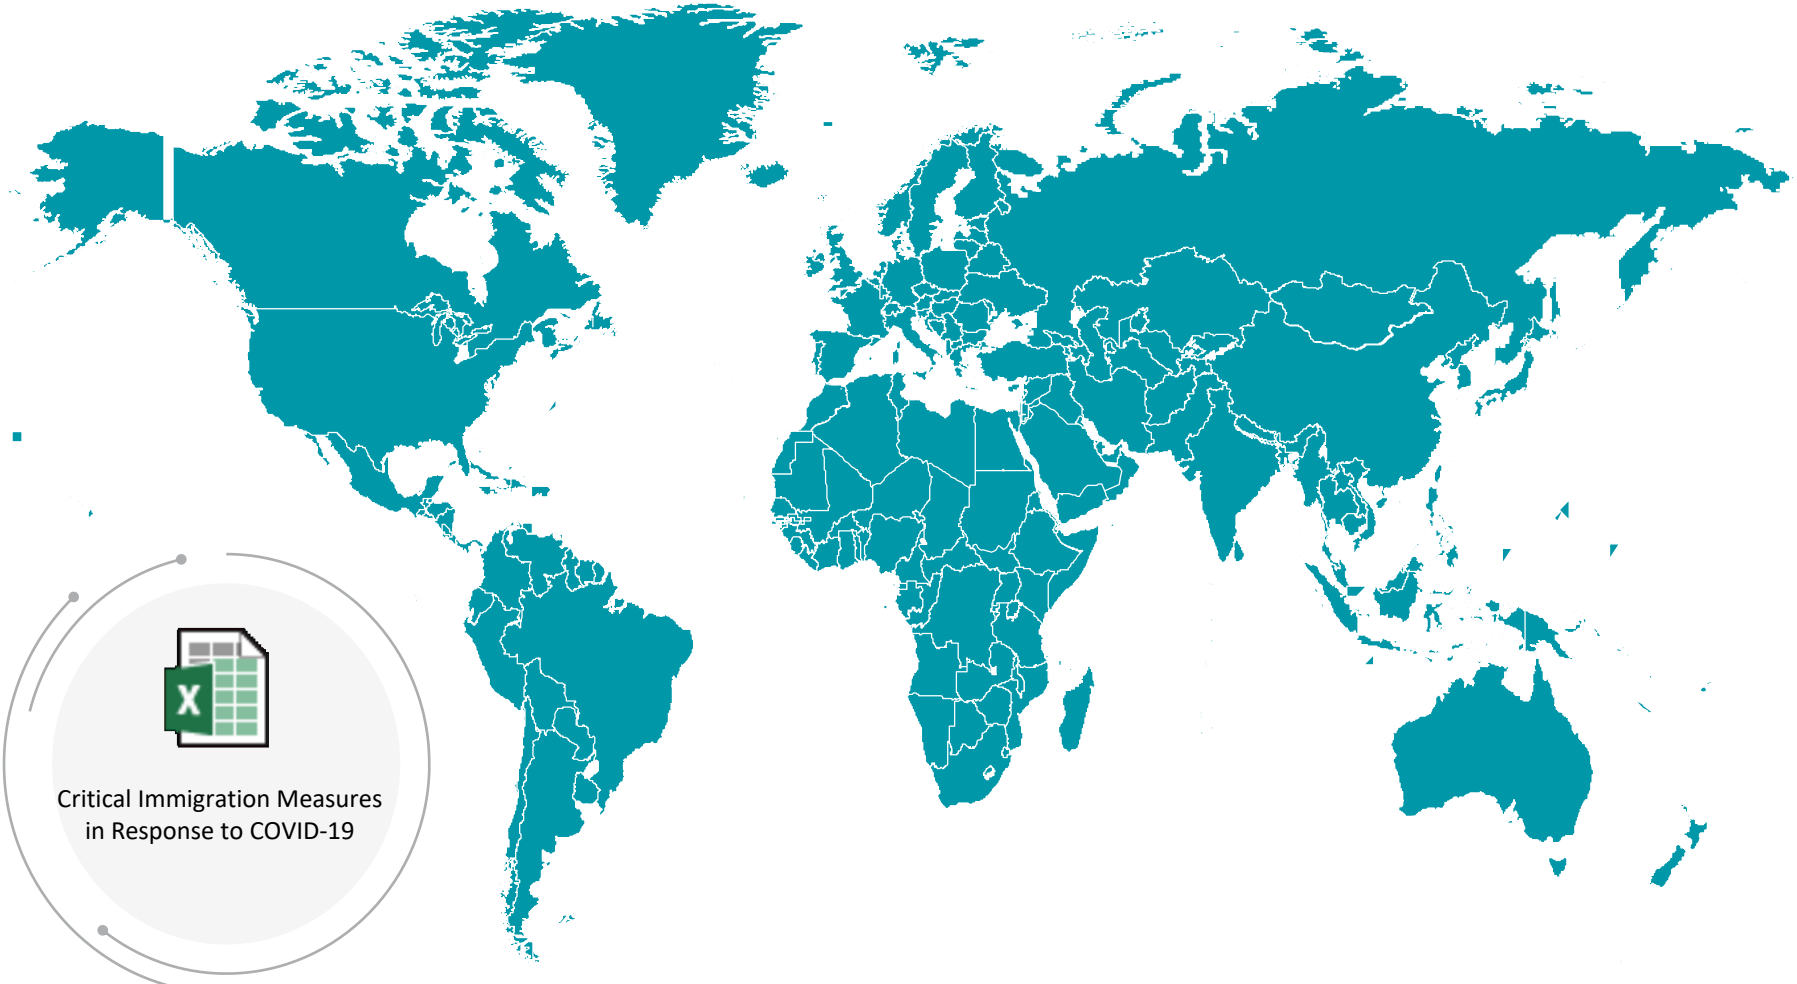 X
Critical Immigration Measures
in Response to COVID-19